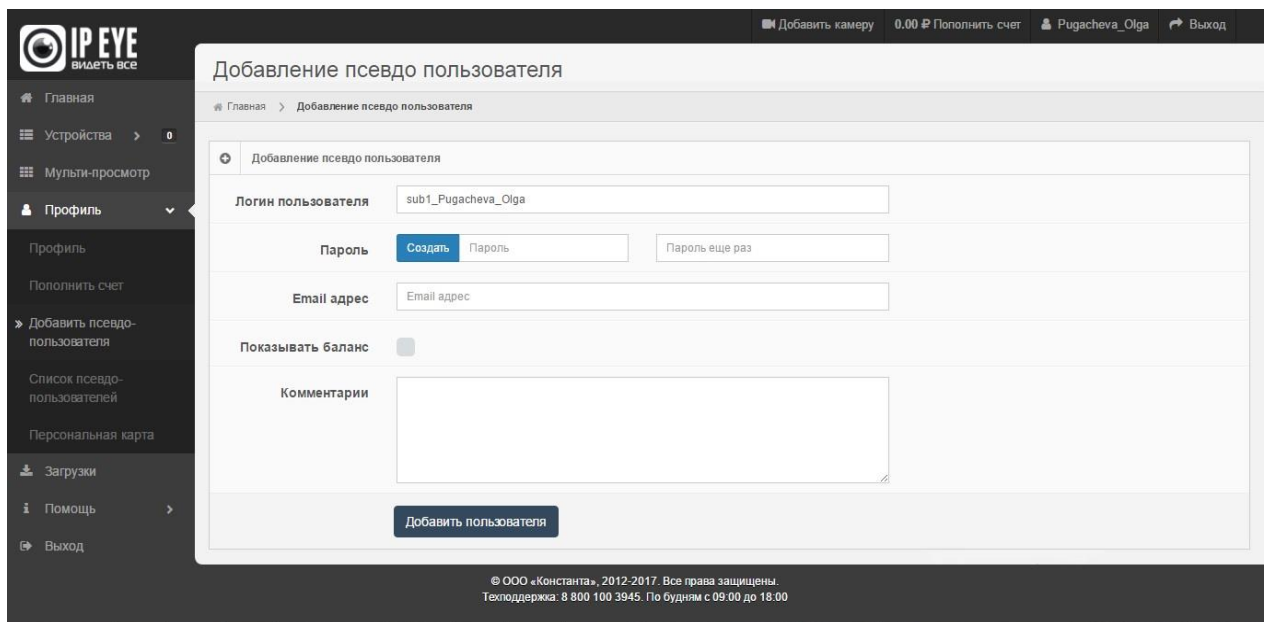 Добавить камеру
0.00 ₽ Пополнить счет
Pugacheva_Olga
Выход
IP EYE
видеть все
Главная
Устройства > 0
Мульти-просмотр
Профиль
Профиль
Пополнить счет
» Добавить псевдо-
пользователя
Список псевдо-
пользователей
Персональная карта
Загрузки
Помощь >
Выход
Добавление псевдо пользователя
Главная > Добавление псевдо пользователя
Добавление псевдо пользователя
Логин пользователя sub1_Pugacheva_Olga
Пароль Создать Пароль Пароль еще раз
Email адрес Email адрес
Показывать баланс
Комментарии
Добавить пользователя
© ООО «Константа», 2012-2017. Все права защищены.
Техподдержка: 8 800 100 3945. По будням с 09:00 до 18:00